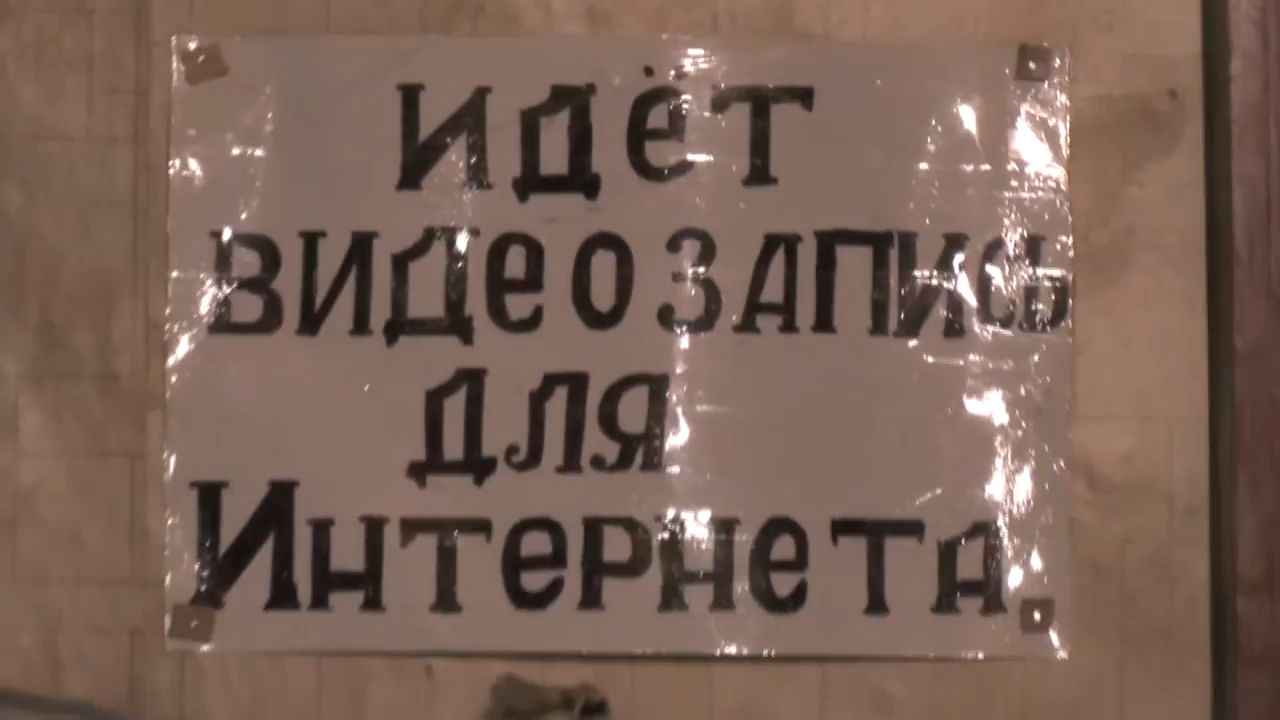 идёт
видеозапись
для
Интернета